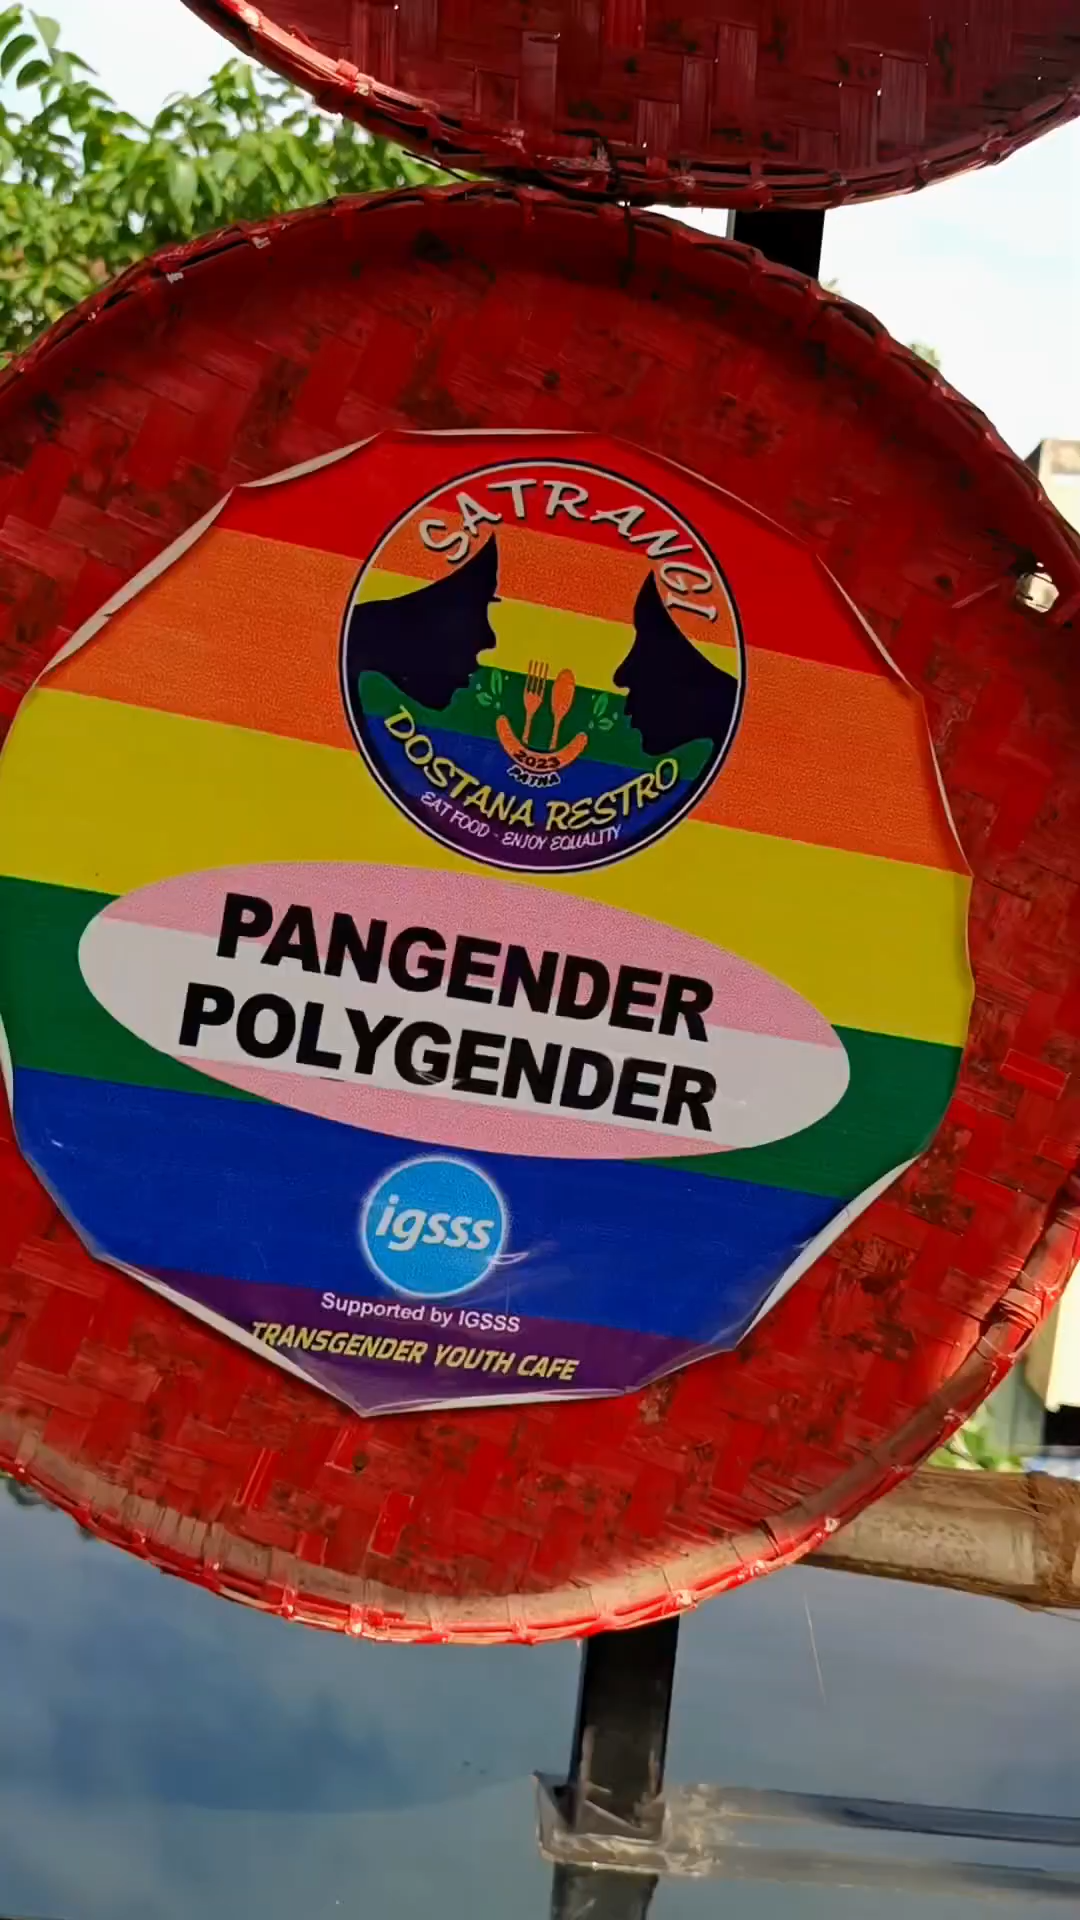 SATRANGI
2023
PATNA
DOSTANA RESTRO
EAT FOOD - ENJOY EQUALITY
PANGENDER
POLYGENDER
igsss
Supported by IGSSS
TRANSGENDER YOUTH CAFE